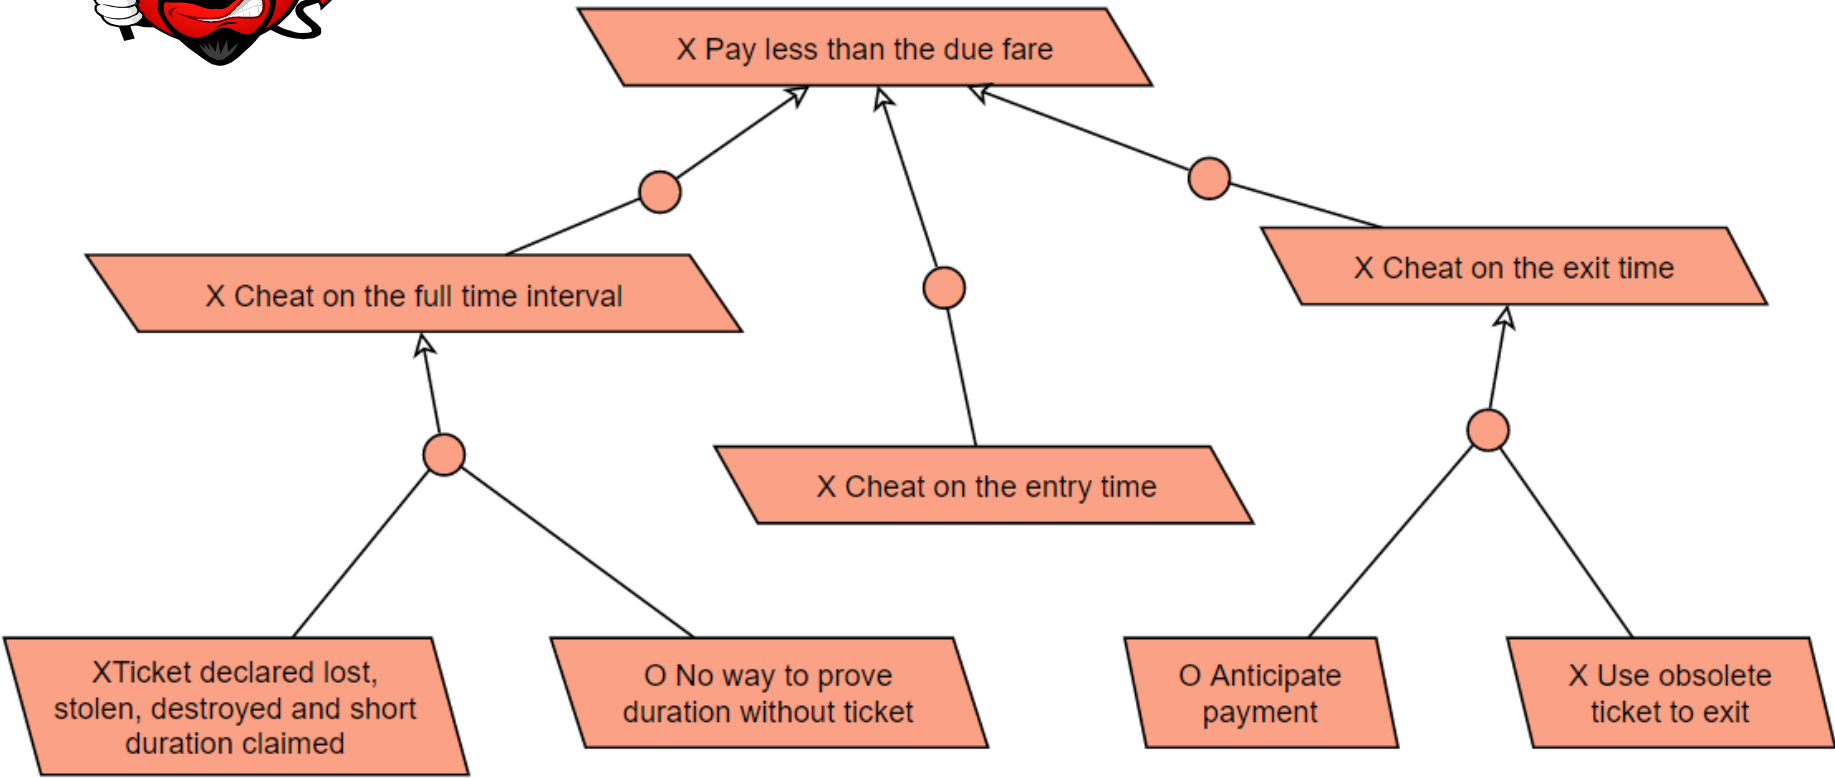 X Pay less than the due fare
X Cheat on the full time interval
X Cheat on the exit time
X Cheat on the entry time
XTicket declared lost,
stolen, destroyed and short
duration claimed
O No way to prove
duration without ticket
O Anticipate
payment
X Use obsolete
ticket to exit